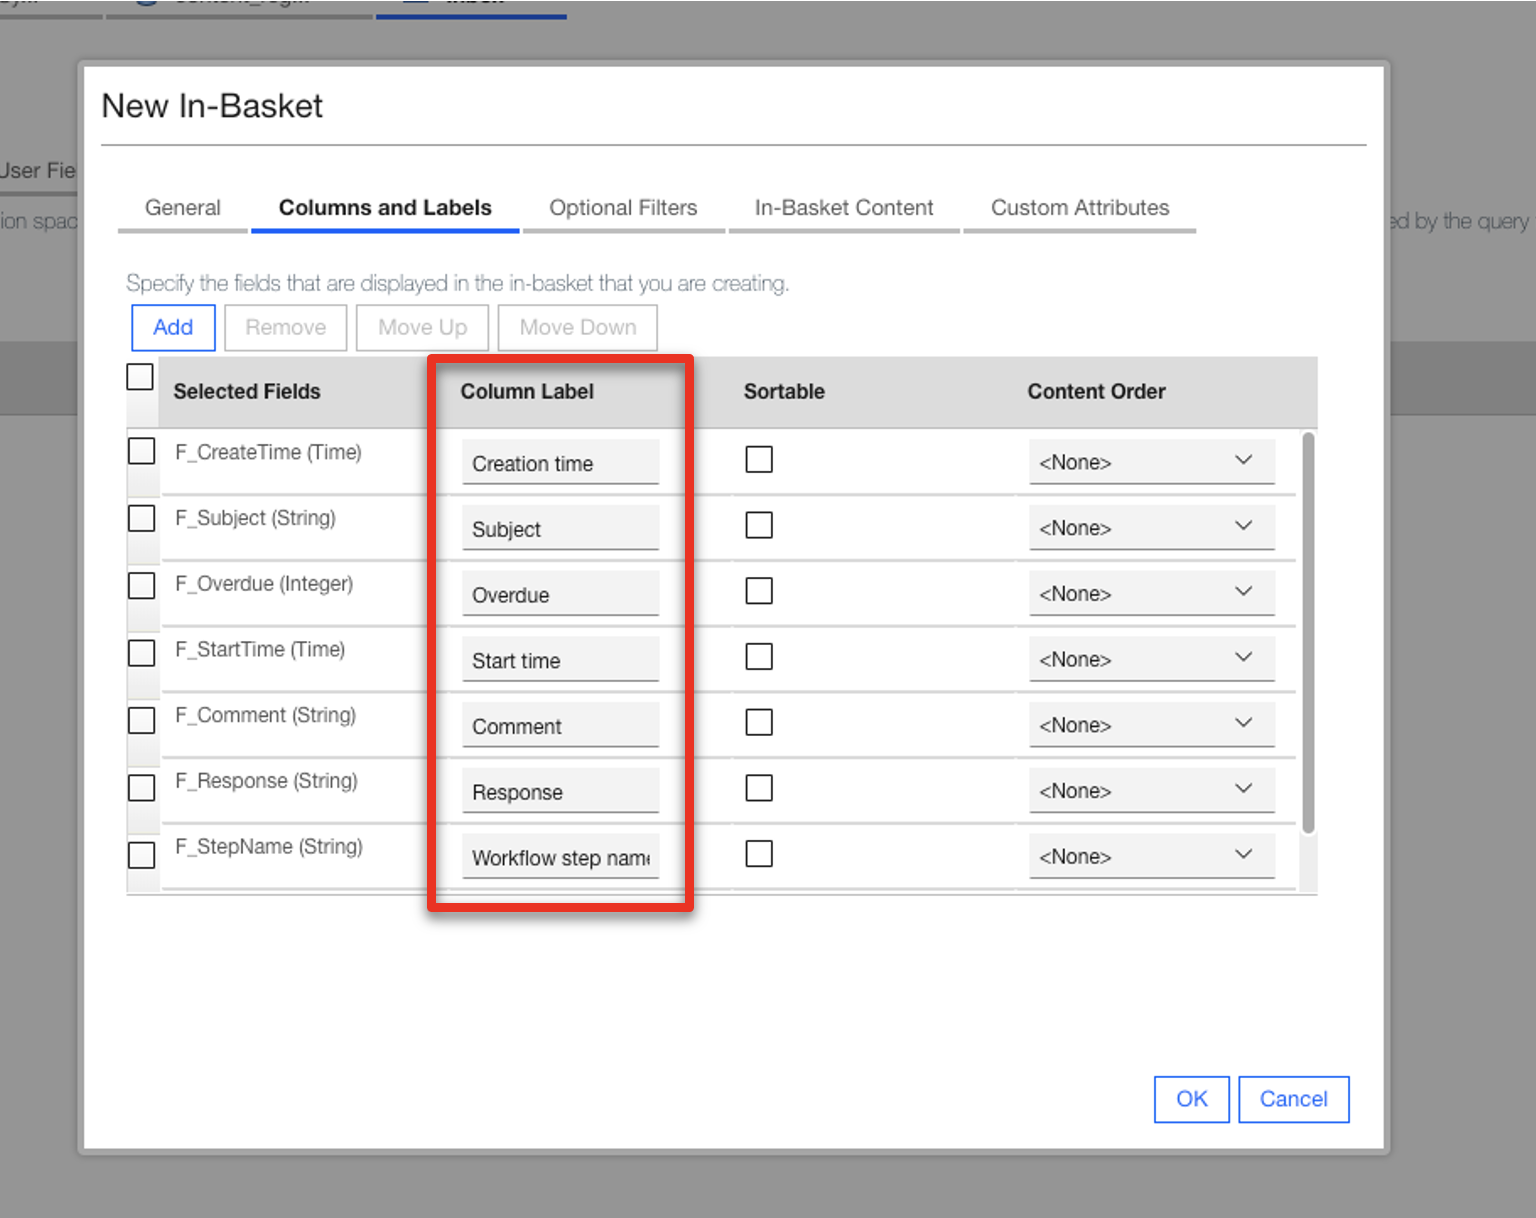 New In-Basket
User Fie
General Columns and Labels Optional Filters In-Basket Content Custom Attributes
ion spac
ed by the query
Specify the fields that are displayed in the in-basket that you are creating.
Add Remove Move Up Move Down
Selected Fields Column Label Sortable Content Order
F_CreateTime (Time) Creation time <None>
F_Subject (String) Subject <None>
F_Overdue (Integer) Overdue <None>
F_StartTime (Time) Start time <None>
F_Comment (String) Comment <None>
F_Response (String) Response <None>
F_StepName (String) Workflow step name <None>
OK Cancel